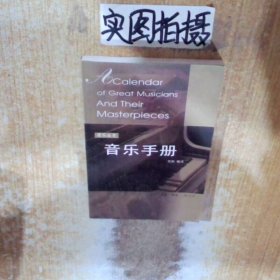 实图拍摄
A Calendar
of Great Musicians
And Their
Masterpieces
音乐手册